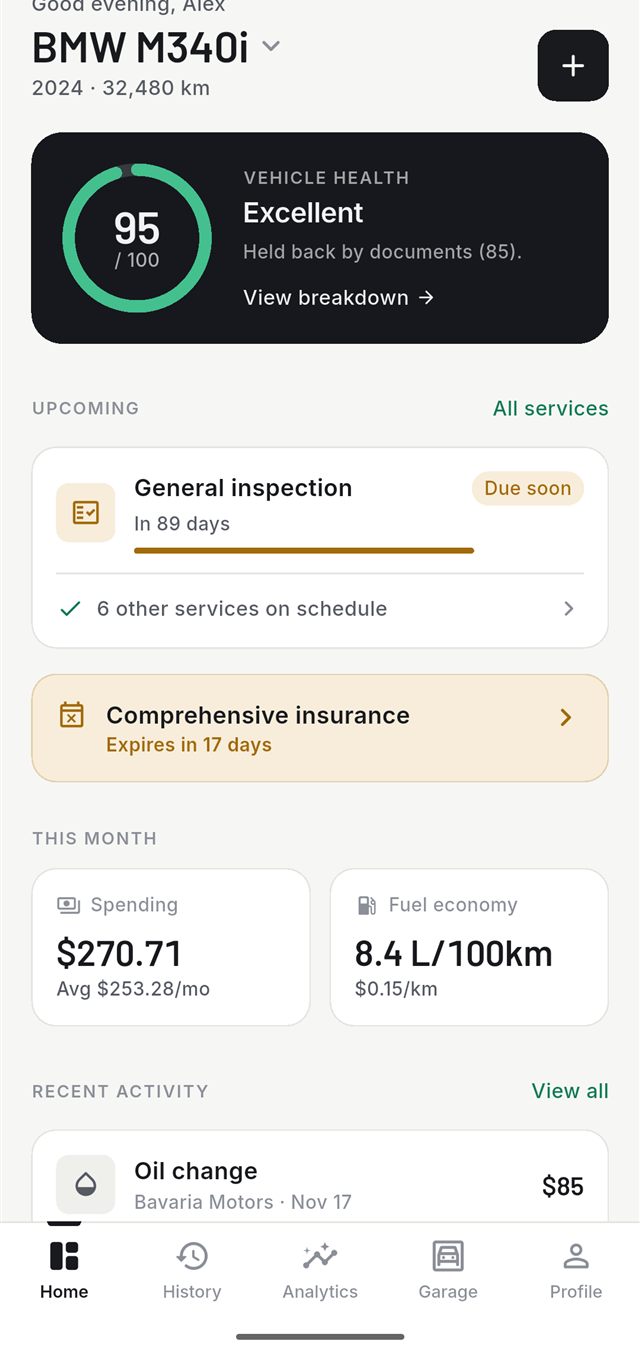 Good evening, Alex
BMW M340i
2024 · 32,480 km
95
/ 100
VEHICLE HEALTH
Excellent
Held back by documents (85).
View breakdown →
UPCOMING
All services
General inspection
Due soon
In 89 days
6 other services on schedule
Comprehensive insurance
Expires in 17 days
THIS MONTH
Spending
$270.71
Avg $253.28/mo
Fuel economy
8.4 L/100km
$0.15/km
RECENT ACTIVITY
View all
Oil change
Bavaria Motors · Nov 17
$85
Home
History
Analytics
Garage
Profile